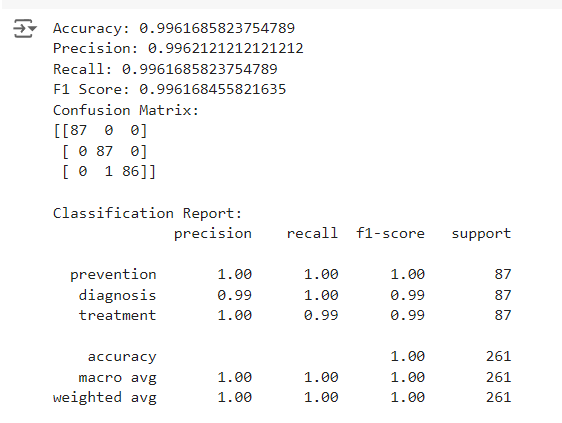 Accuracy: 0.9961685823754789
Precision: 0.9962121212121212
Recall: 0.9961685823754789
F1 Score: 0.996168455821635
Confusion Matrix:
[[87  0  0]
 [ 0 87  0]
 [ 0  1 86]]
Classification Report:
              precision    recall  f1-score   support
  prevention       1.00      1.00      1.00        87
   diagnosis       0.99      1.00      0.99        87
   treatment       1.00      0.99      0.99        87
    accuracy                           1.00       261
   macro avg       1.00      1.00      1.00       261
weighted avg       1.00      1.00      1.00       261